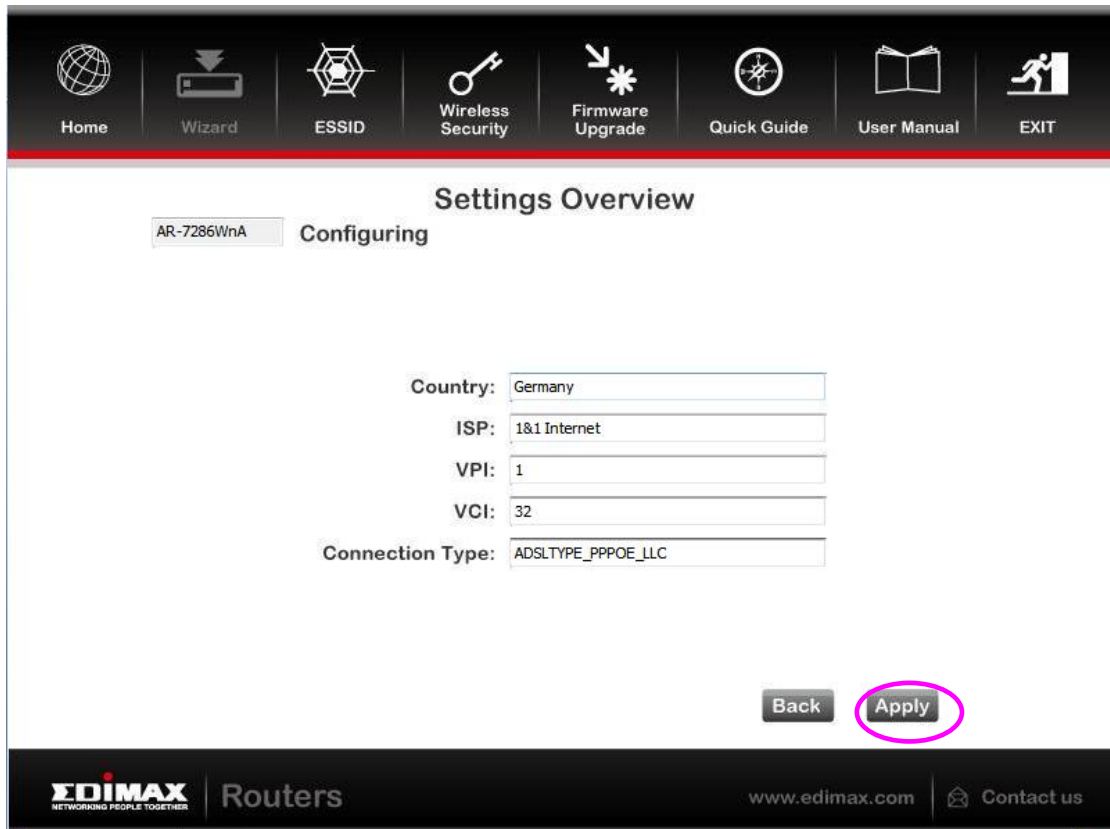 Home
Wizard
ESSID
Wireless
Security
Firmware
Upgrade
Quick Guide
User Manual
EXIT
Settings Overview
AR-7286WnA Configuring
Country: Germany
ISP: 1&1 Internet
VPI: 1
VCI: 32
Connection Type: ADSLTYPE_PPPOE_LLC
Back Apply
EDIMAX
NETWORKING PEOPLE TOGETHER
Routers
www.edimax.com
Contact us